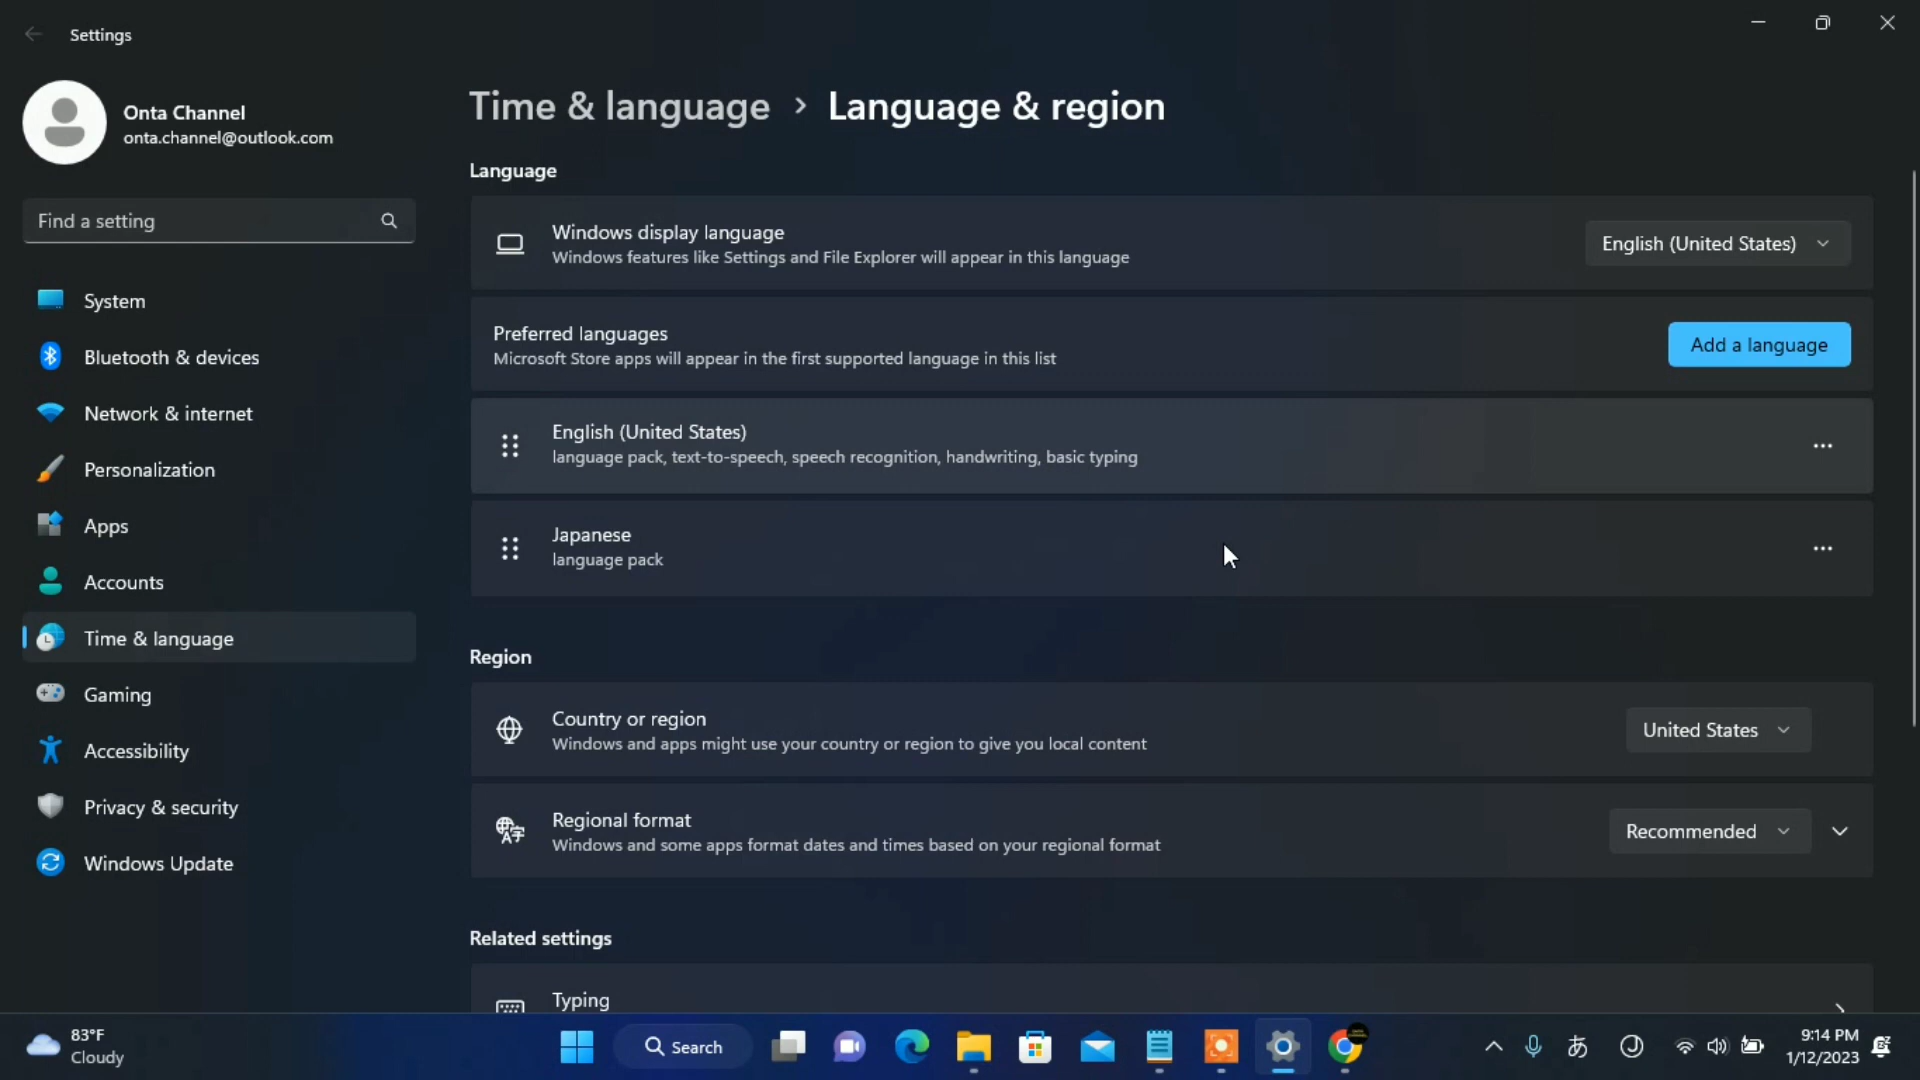 Settings
Onta Channel
onta.channel@outlook.com
Find a setting
System
Bluetooth & devices
Network & internet
Personalization
Apps
Accounts
Time & language
Gaming
Accessibility
Privacy & security
Windows Update
Time & language > Language & region
Language
Windows display language
Windows features like Settings and File Explorer will appear in this language
English (United States)
Preferred languages
Microsoft Store apps will appear in the first supported language in this list
Add a language
English (United States)
language pack, text-to-speech, speech recognition, handwriting, basic typing
Japanese
language pack
Region
Country or region
Windows and apps might use your country or region to give you local content
United States
Regional format
Windows and some apps format dates and times based on your regional format
Recommended
Related settings
Typing
83°F
Cloudy
Search
あ
J
9:14 PM
1/12/2023